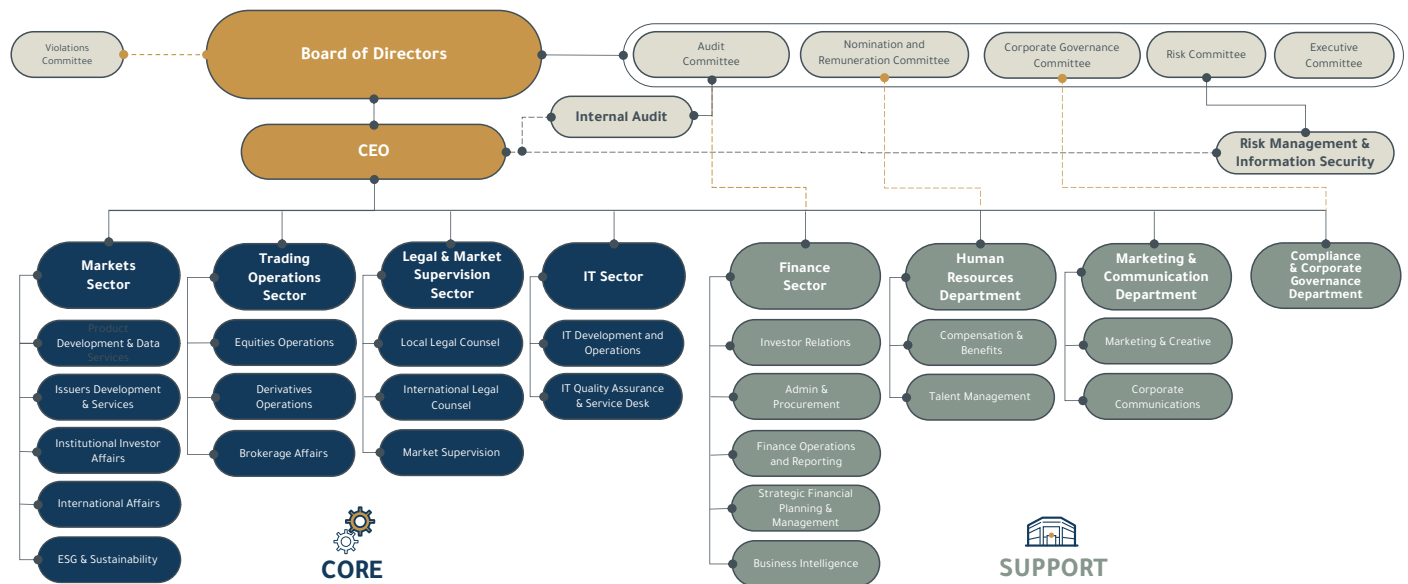 Violations
Committee
Board of Directors
Audit
Committee
Nomination and
Remuneration Committee
Corporate Governance
Committee
Risk Committee
Executive
Committee
Internal Audit
CEO
Risk Management &
Information Security
Markets
Sector
Product
Development & Data
Services
Issuers Development
& Services
Institutional Investor
Affairs
International Affairs
ESG & Sustainability
Trading
Operations
Sector
Equities Operations
Derivatives
Operations
Brokerage Affairs
Legal & Market
Supervision
Sector
Local Legal Counsel
International Legal
Counsel
Market Supervision
IT Sector
IT Development and
Operations
IT Quality Assurance
& Service Desk
CORE
Finance
Sector
Investor Relations
Admin &
Procurement
Finance Operations
and Reporting
Strategic Financial
Planning &
Management
Business Intelligence
Human
Resources
Department
Compensation &
Benefits
Talent Management
Marketing &
Communication
Department
Marketing & Creative
Corporate
Communications
Compliance
& Corporate
Governance
Department
SUPPORT